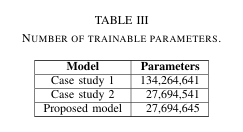 TABLE III
NUMBER OF TRAINABLE PARAMETERS.
Model Parameters
Case study 1 134,264,641
Case study 2 27,694,541
Proposed model 27,694,645